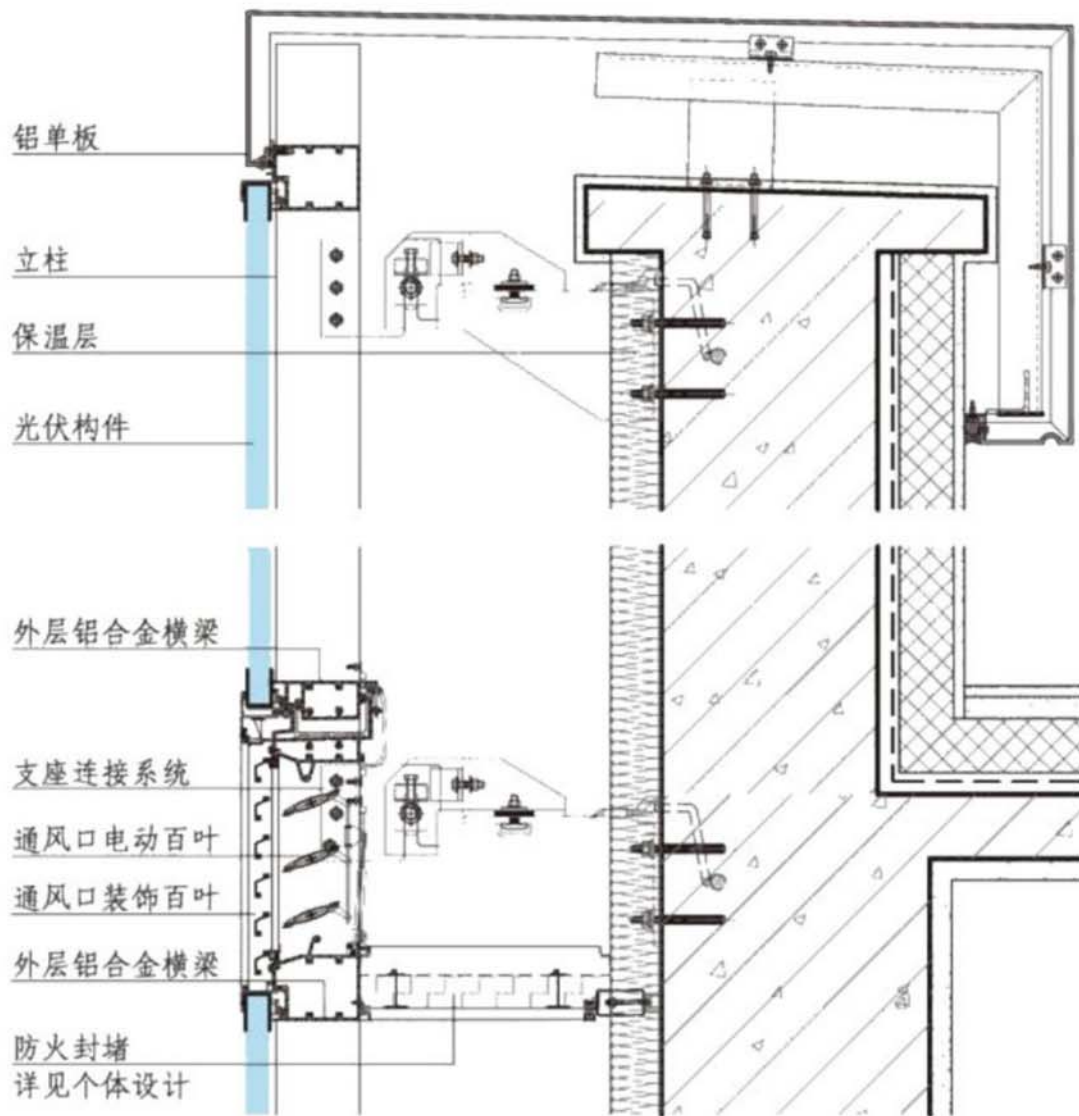 铝单板
立柱
保温层
光伏构件
外层铝合金横梁
支座连接系统
通风口电动百叶
通风口装饰百叶
外层铝合金横梁
防火封堵
详见个体设计